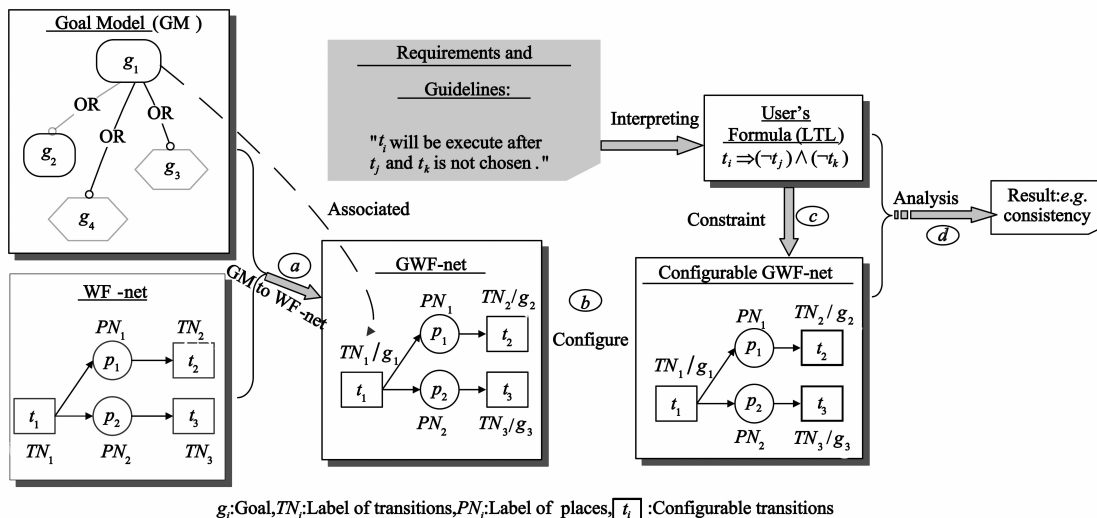 Goal Model (GM )
g1
OR
OR
OR
g2
g3
g4
WF -net
PN1
TN2
p1
t2
t1
p2
t3
TN1
PN2
TN3
a
GM to WF-net
Associated
GWF-net
TN2/g2
PN1
p1
t2
TN1/g1
t1
p2
t3
PN2
TN3/g3
b
Configure
Requirements and
Guidelines:
"ti will be execute after
tj and tk is not chosen ."
Interpreting
User's
Formula (LTL)
ti ⇒(¬tj) ∧ (¬tk)
Constraint
c
Configurable GWF-net
TN2/ g2
PN1
p1
t2
TN1/g1
t1
p2
t3
PN2
TN3/ g3
Analysis
d
Result:e.g.
consistency
gi:Goal,TNi:Label of transitions,PNi:Label of places, ti :Configurable transitions